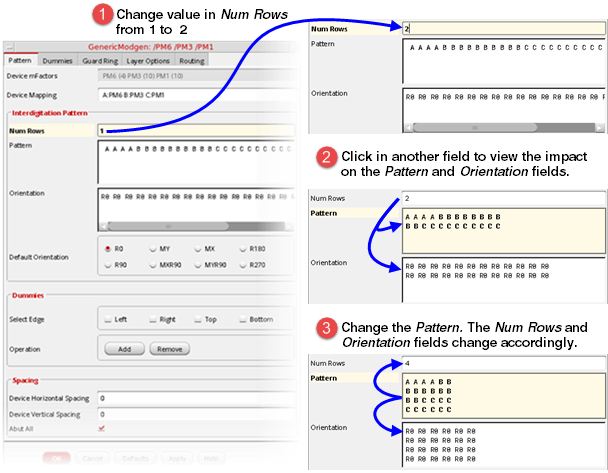 1 Change value in Num Rows
from 1 to 2
GenericModgen: /PM6 /PM3 /PM1
Pattern Dummies Guard Ring Layer Options Routing
Device mFactors PM6 (4) PM3 (10) PM1 (10)
Device Mapping A:PM6 B:PM3 C:PM1
Interdigitation Pattern
Num Rows 1
Pattern A A A A B B B B B B B B B B C C C C C C C C C
Orientation R0 R0 R0 R0 R0 R0 R0 R0 R0 R0 R0 R0 R0 R
Default Orientation
R0 MY MX R180
R90 MXR90 MYR90 R270
Dummies
Select Edge Left Right Top Bottom
Operation Add Remove
Spacing
Device Horizontal Spacing 0
Device Vertical Spacing 0
Abut All
OK Cancel Defaults Apply Help
Num Rows 2
Pattern A A A A B B B B B B B B B B C C C C C C C C C C
Orientation R0 R0 R0 R0 R0 R0 R0 R0 R0 R0 R0 R0 R0 R
2 Click in another field to view the impact
on the Pattern and Orientation fields.
Num Rows 2
Pattern
A A A A B B B B B B B B
B B C C C C C C C C C C
Orientation
R0 R0 R0 R0 R0 R0 R0 R0 R0 R0 R0 R0
R0 R0 R0 R0 R0 R0 R0 R0 R0 R0 R0 R0
3 Change the Pattern. The Num Rows and
Orientation fields change accordingly.
Num Rows 4
Pattern
A A A A B B
B B B B B B
B B C C C C
C C C C C C
Orientation
R0 R0 R0 R0 R0 R0
R0 R0 R0 R0 R0 R0
R0 R0 R0 R0 R0 R0
R0 R0 R0 R0 R0 R0